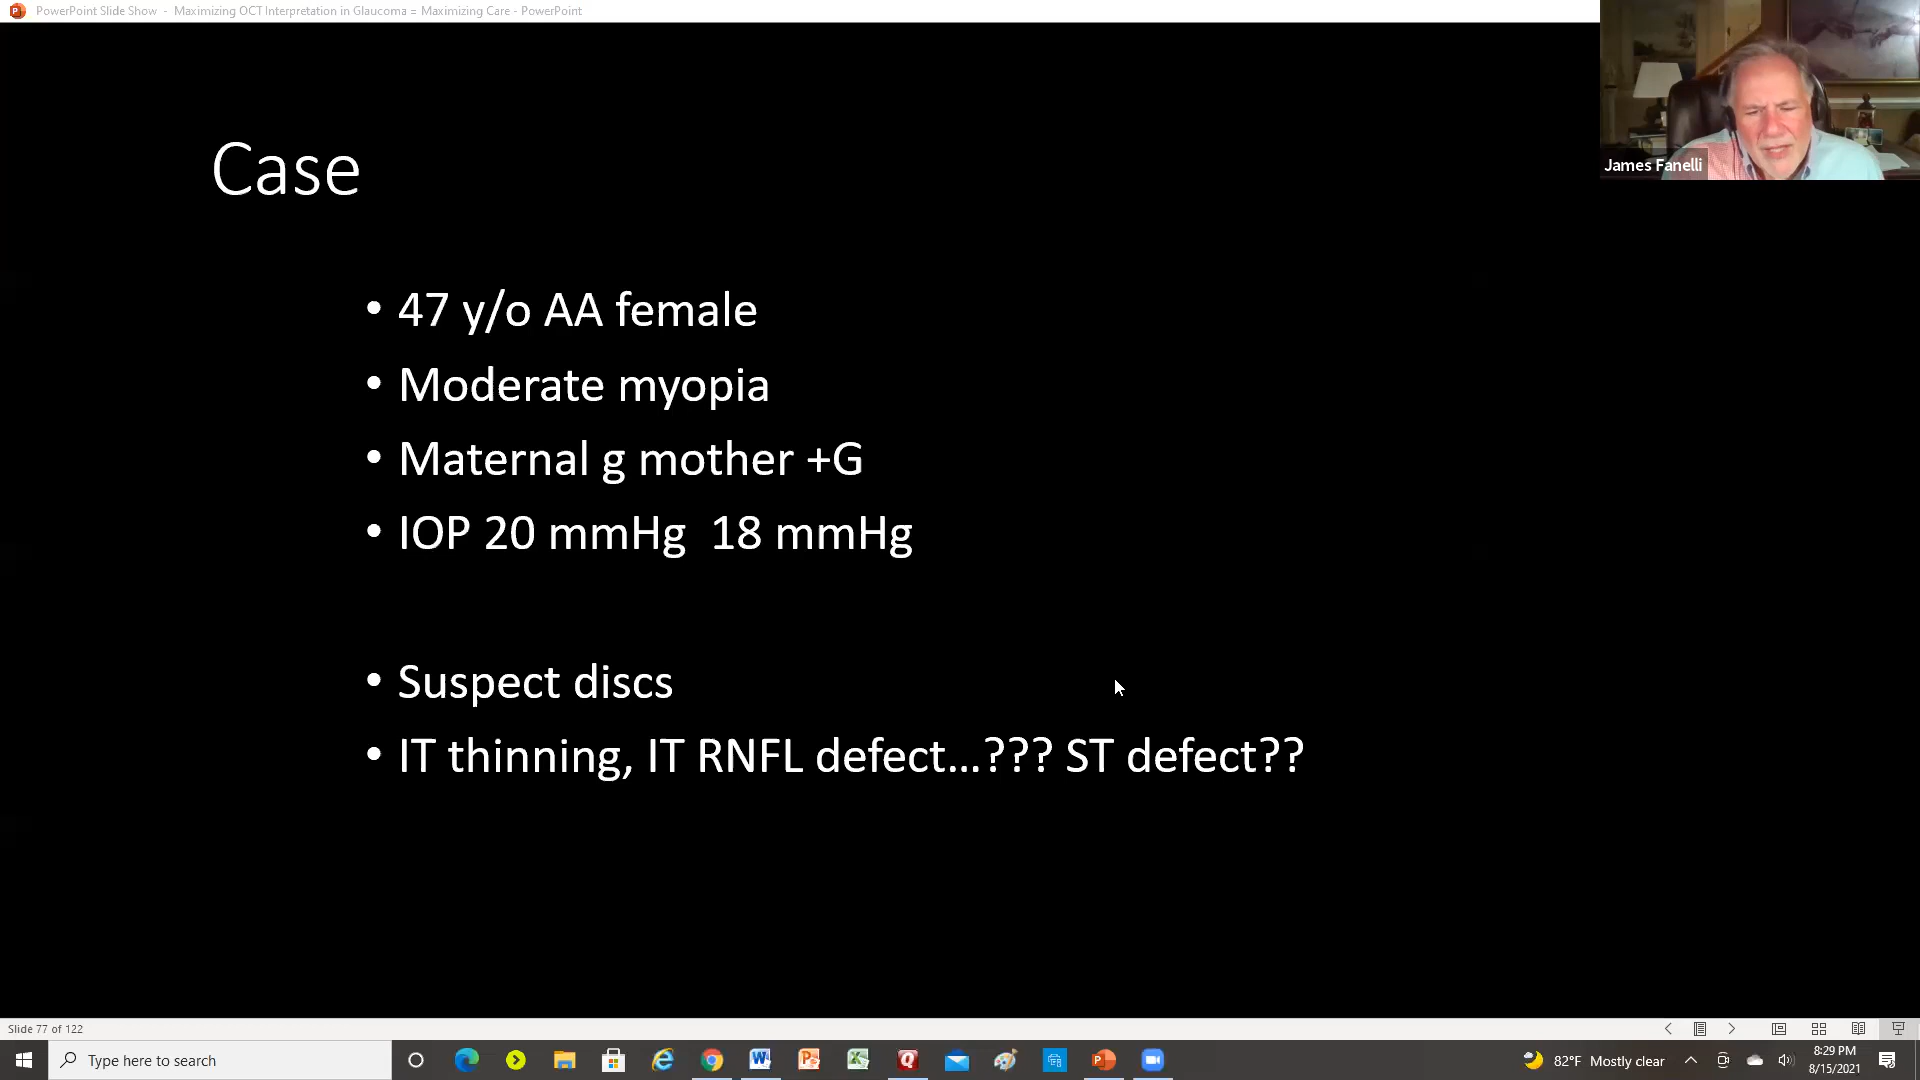 PowerPoint Slide Show - Maximizing OCT Interpretation in Glaucoma = Maximizing Care - PowerPoint
James Fanelli
Case
• 47 y/o AA female
• Moderate myopia
• Maternal g mother +G
• IOP 20 mmHg 18 mmHg
• Suspect discs
• IT thinning, IT RNFL defect...??? ST defect??
Slide 77 of 122
Type here to search
82°F Mostly clear
8:29 PM
8/15/2021